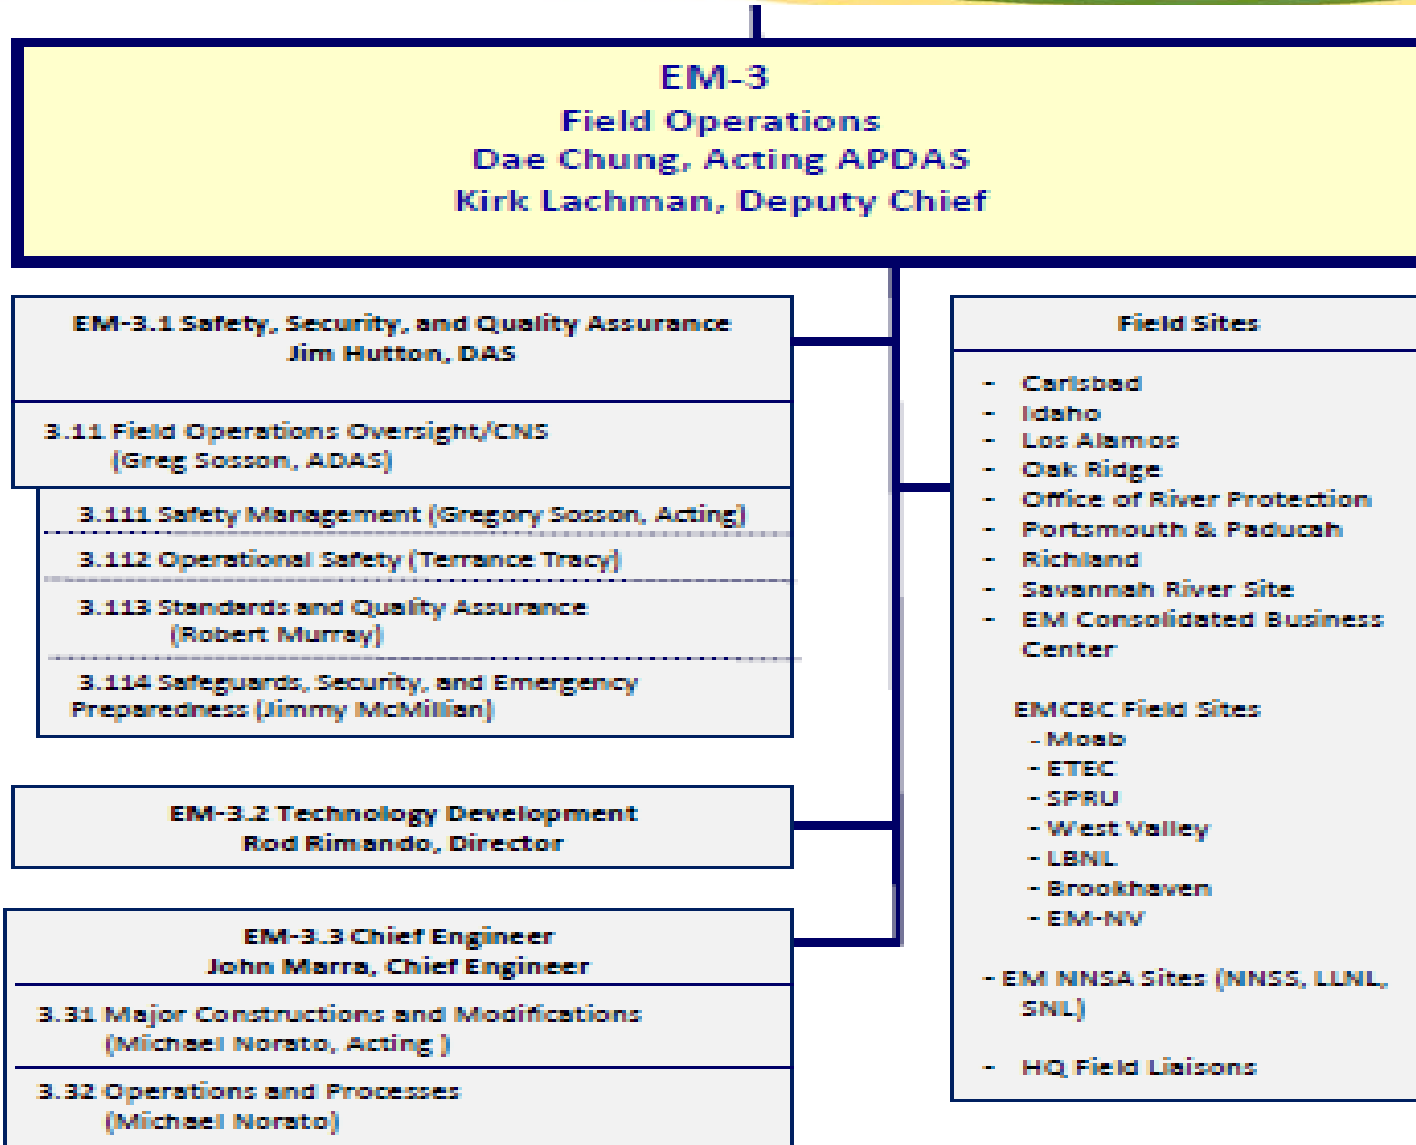 EM-3
Field Operations
Dae Chung, Acting APDAS
Kirk Lachman, Deputy Chief
EM-3.1 Safety, Security, and Quality Assurance
Jim Hutton, DAS
3.11 Field Operations Oversight/CNS
(Greg Sosson, ADAS)
3.111 Safety Management (Gregory Sosson, Acting)
3.112 Operational Safety (Terrance Tracy)
3.113 Standards and Quality Assurance
(Robert Murray)
3.114 Safeguards, Security, and Emergency
Preparedness (Jimmy McMillian)
EM-3.2 Technology Development
Rod Rimando, Director
EM-3.3 Chief Engineer
John Marra, Chief Engineer
3.31 Major Constructions and Modifications
(Michael Norato, Acting )
3.32 Operations and Processes
(Michael Norato)
Field Sites
- Carlsbad
- Idaho
- Los Alamos
- Oak Ridge
- Office of River Protection
- Portsmouth & Paducah
- Richland
- Savannah River Site
- EM Consolidated Business
Center
EMCBC Field Sites
- Moab
- ETEC
- SPRU
- West Valley
- LBNL
- Brookhaven
- EM-NV
- EM NNSA Sites (NNSS, LLNL,
SNL)
- HQ Field Liaisons